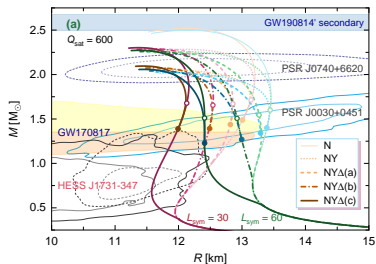 (a)
GW190814' secondary
Q_sat = 600
PSR J0740+6620
PSR J0030+0451
GW170817
HESS J1731-347
L_sym = 30
L_sym = 60
N
NY
NYΔ(a)
NYΔ(b)
NYΔ(c)
M [M⊙]
2.5
2.0
1.5
1.0
0.5
10 11 12 13 14 15
R [km]